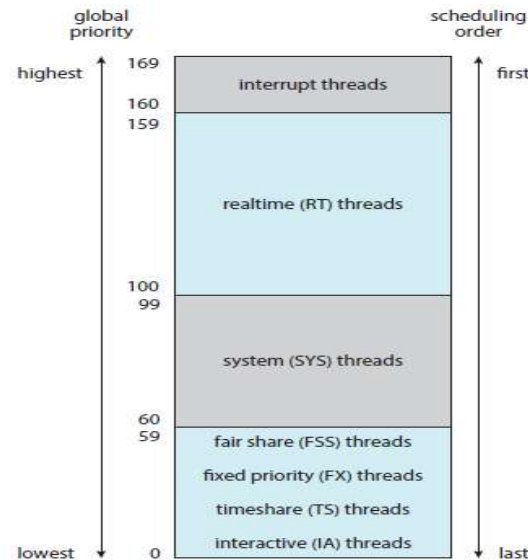 global
priority
scheduling
order
highest
169
first
interrupt threads
160
159
realtime (RT) threads
100
99
system (SYS) threads
60
59
fair share (FSS) threads
fixed priority (FX) threads
timeshare (TS) threads
interactive (IA) threads
lowest
0
last